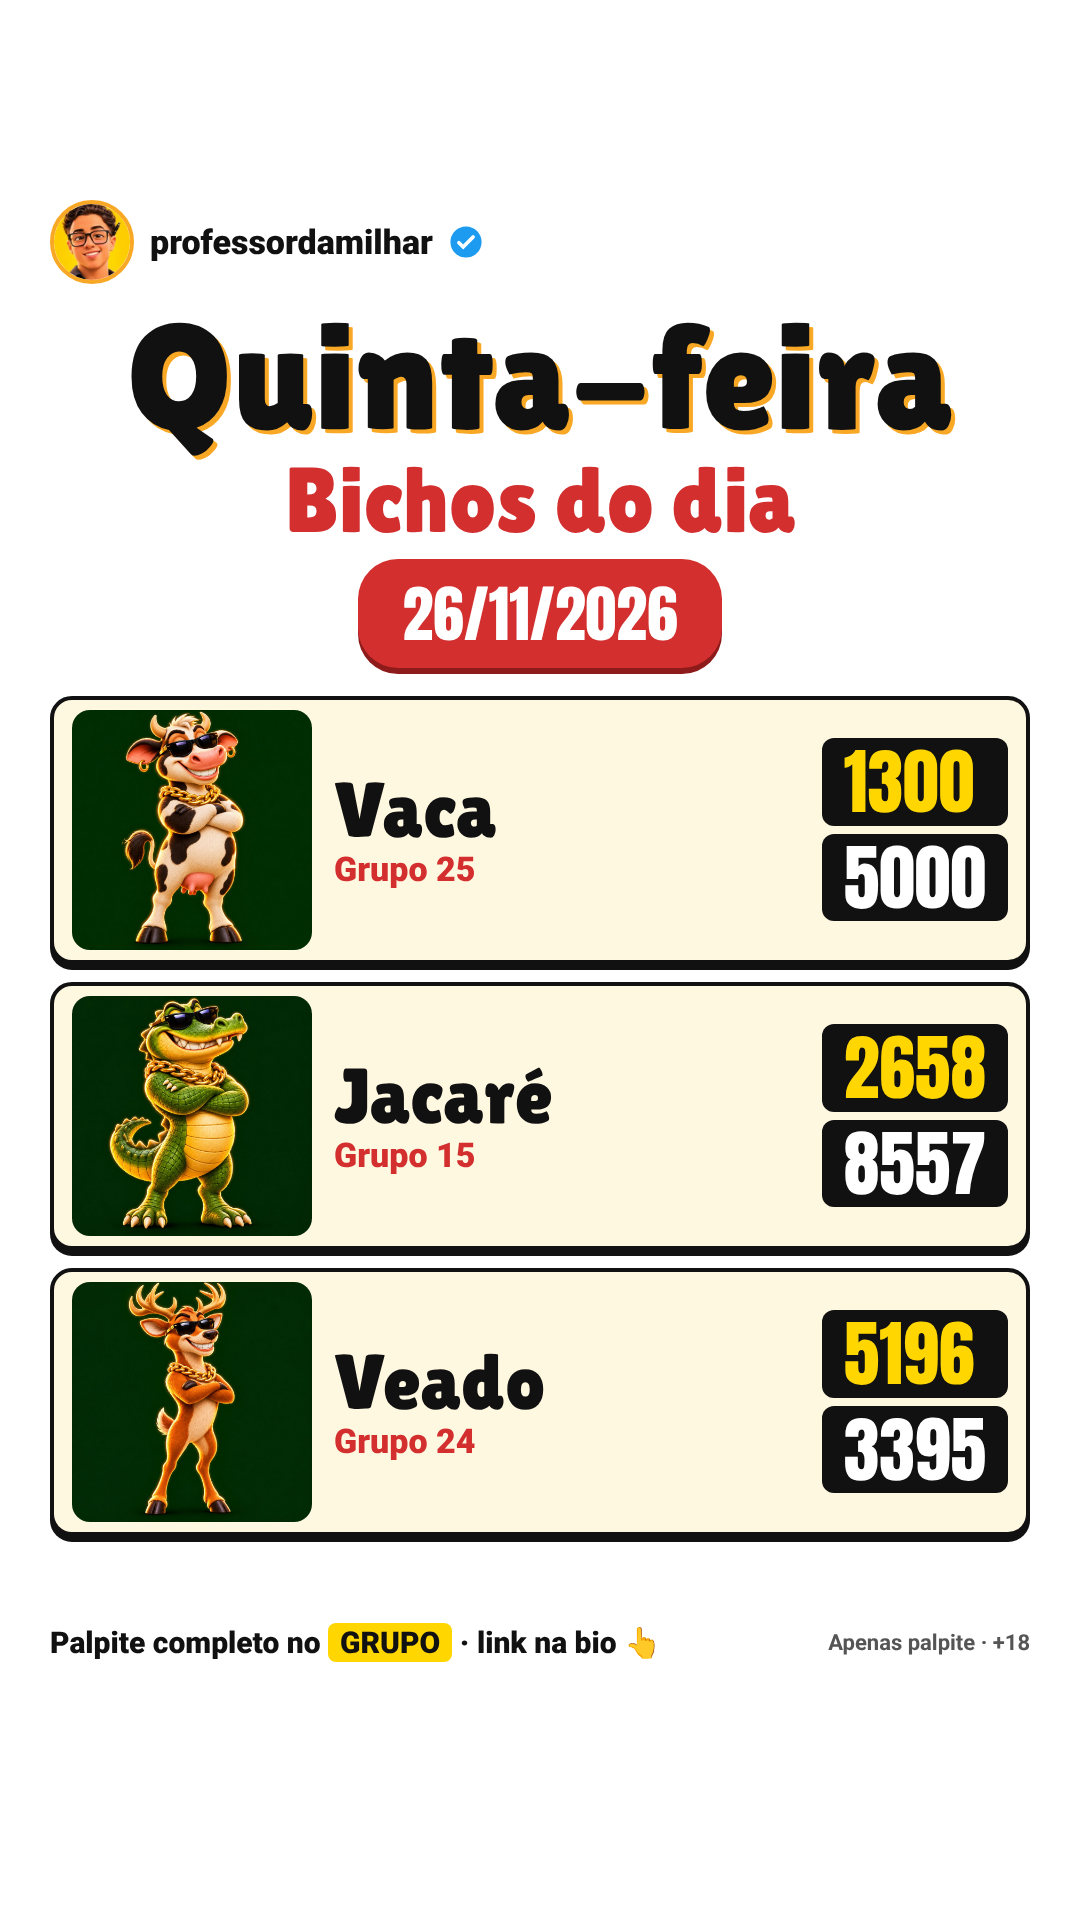 professordamilhar
Quinta-feira
Bichos do dia
26/11/2026
Vaca
Grupo 25
1300
5000
Jacaré
Grupo 15
2658
8557
Veado
Grupo 24
5196
3395
Palpite completo no GRUPO · link na bio 👆
Apenas palpite · +18